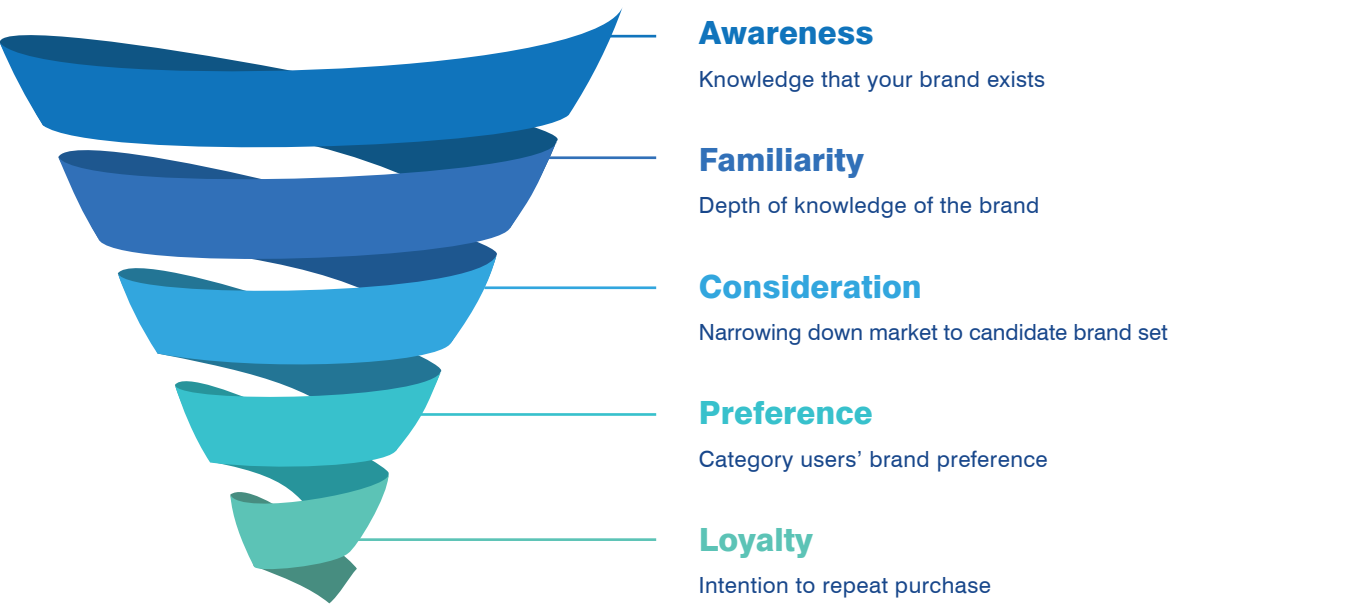 Awareness
Knowledge that your brand exists
Familiarity
Depth of knowledge of the brand
Consideration
Narrowing down market to candidate brand set
Preference
Category users’ brand preference
Loyalty
Intention to repeat purchase